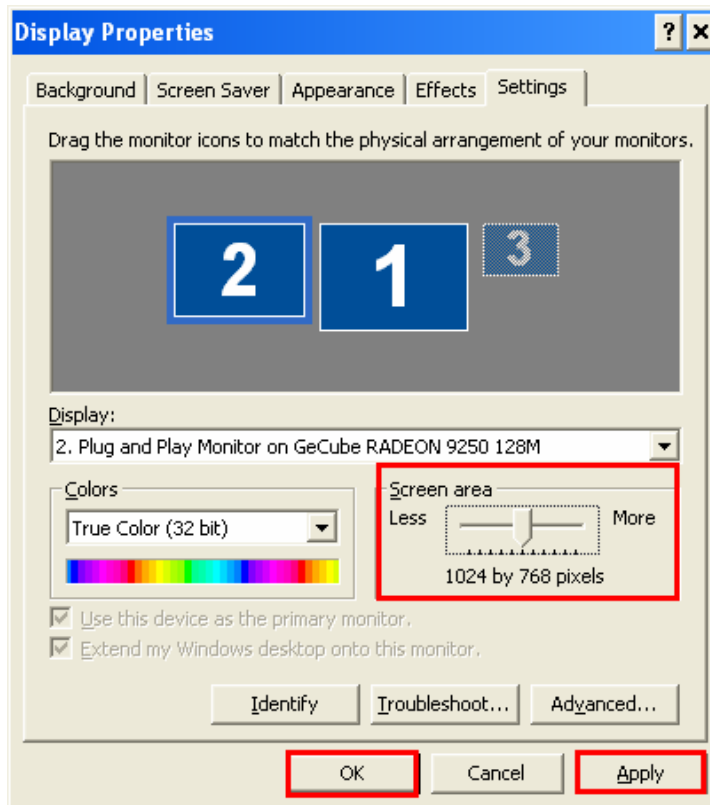 Display Properties
?
Background Screen Saver Appearance Effects Settings
Drag the monitor icons to match the physical arrangement of your monitors.
2 1 3
Display:
2. Plug and Play Monitor on GeCube RADEON 9250 128M
Colors
True Color (32 bit)
Screen area
Less More
1024 by 768 pixels
Use this device as the primary monitor.
Extend my Windows desktop onto this monitor.
Identify Troubleshoot... Advanced...
OK Cancel Apply